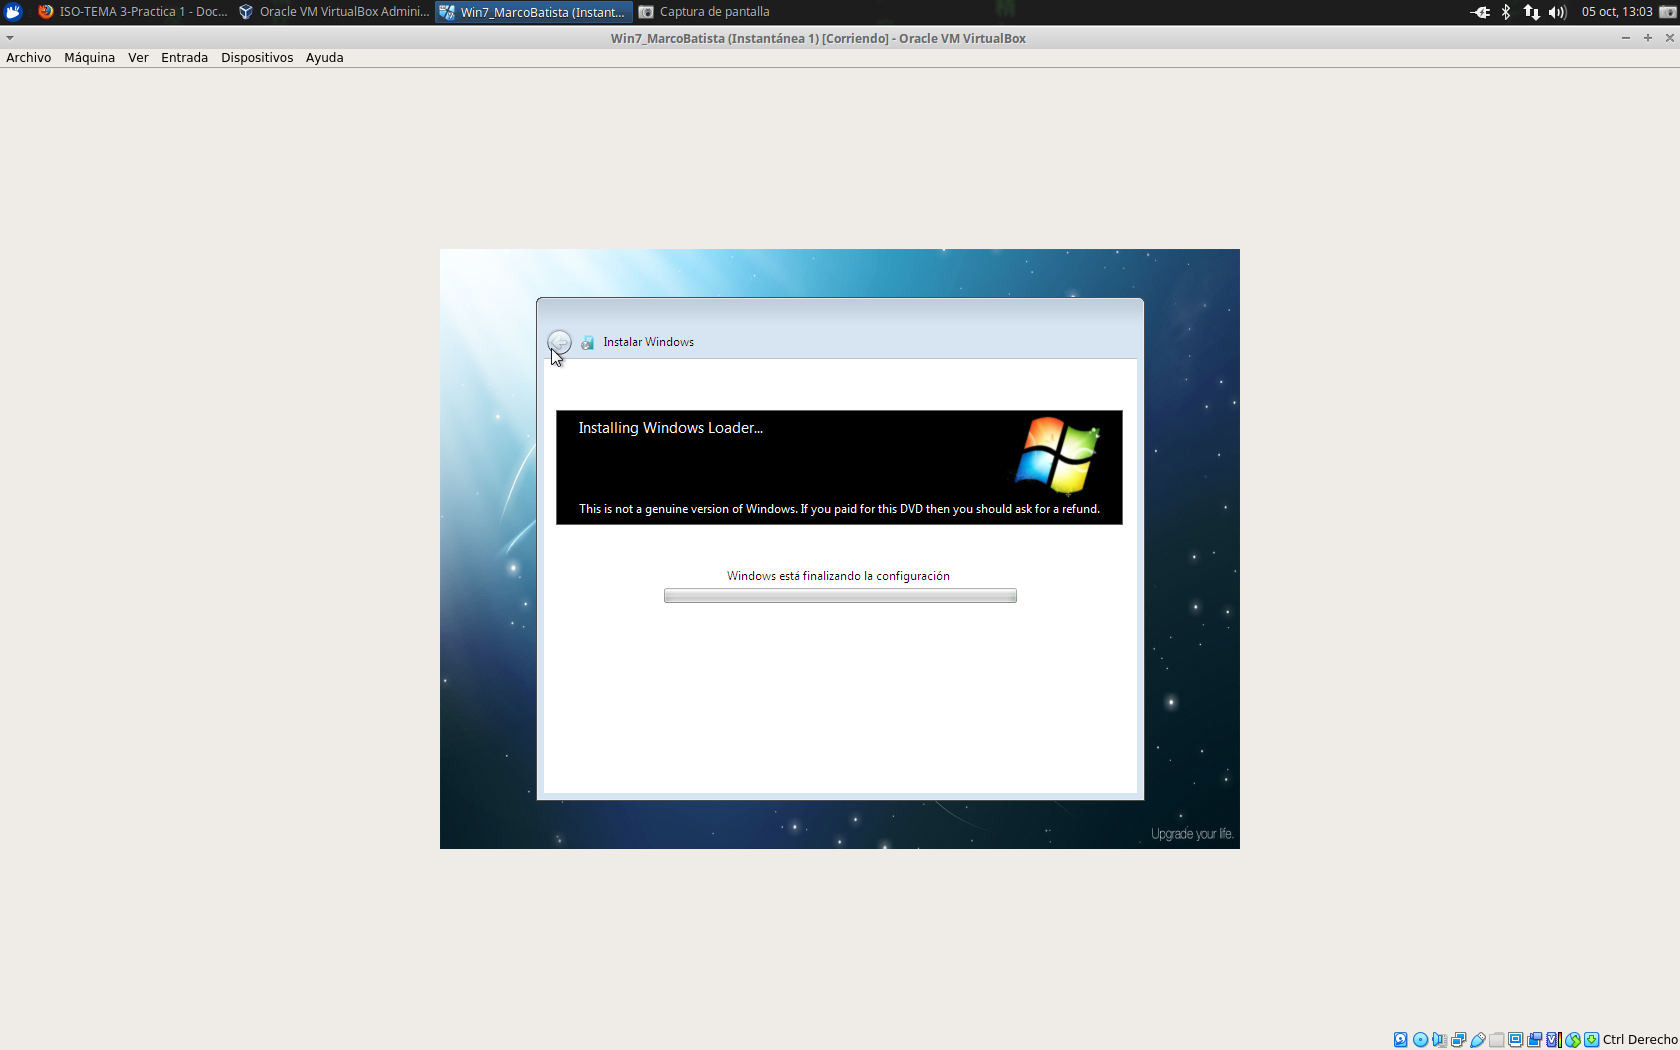 ISO-TEMA 3-Practica 1 - Doc...
Oracle VM VirtualBox Admini...
Win7_MarcoBatista (Instant...
Captura de pantalla
05 oct, 13:03
Win7_MarcoBatista (Instantánea 1) [Corriendo] - Oracle VM VirtualBox
Archivo Máquina Ver Entrada Dispositivos Ayuda
Instalar Windows
Installing Windows Loader...
This is not a genuine version of Windows. If you paid for this DVD then you should ask for a refund.
Windows está finalizando la configuración
Upgrade your life.
Ctrl Derecho